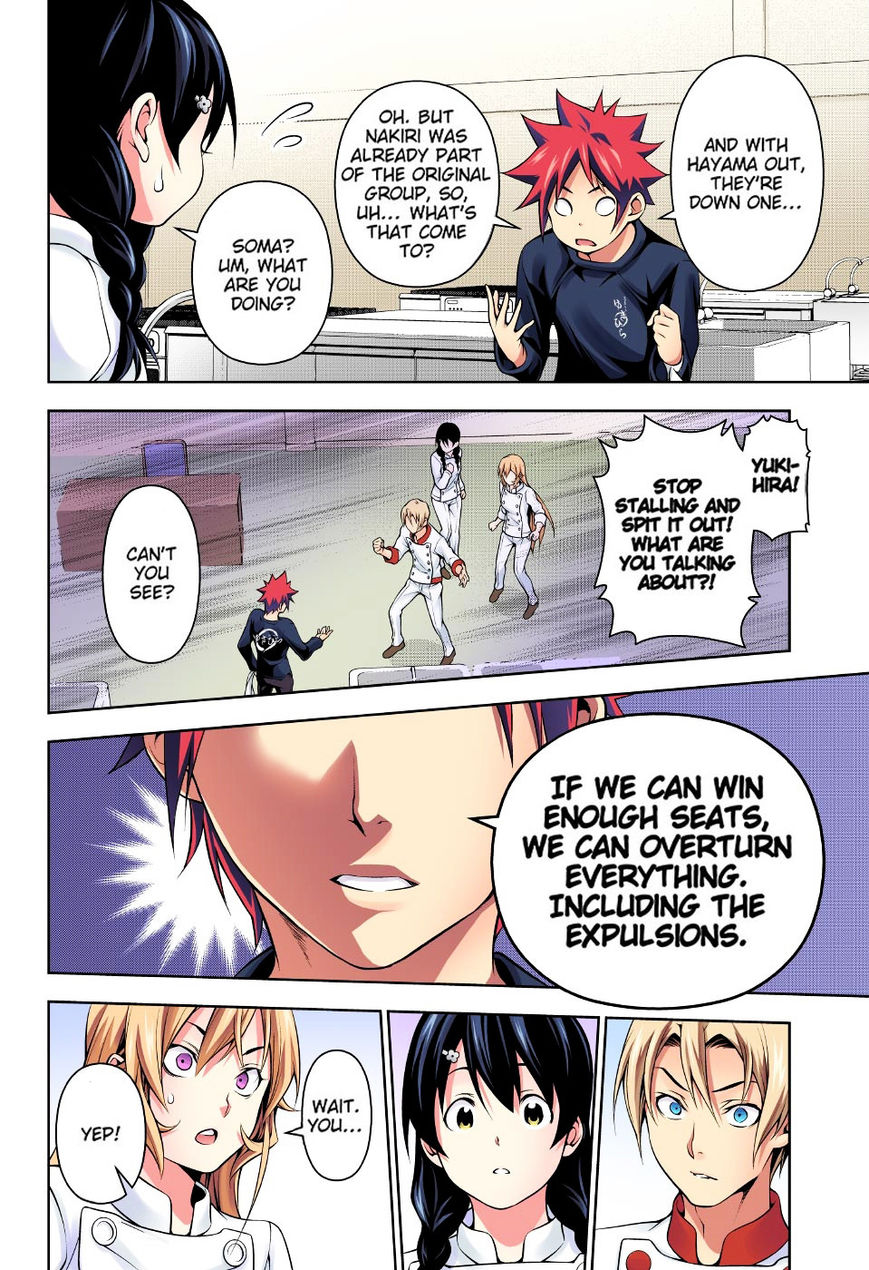 AND WITH
HAYAMA OUT,
THEY'RE
DOWN ONE...
OH. BUT
NAKIRI WAS
ALREADY PART
OF THE ORIGINAL
GROUP, SO,
UH... WHAT'S
THAT COME
TO?
SOMA?
UM, WHAT
ARE YOU
DOING?
YUKI-
HIRA!
STOP
STALLING AND
SPIT IT OUT!
WHAT ARE
YOU TALKING
ABOUT?!
CAN'T
YOU
SEE?
IF WE CAN WIN
ENOUGH SEATS,
WE CAN OVERTURN
EVERYTHING.
INCLUDING THE
EXPULSIONS.
WAIT.
YOU...
YEP!